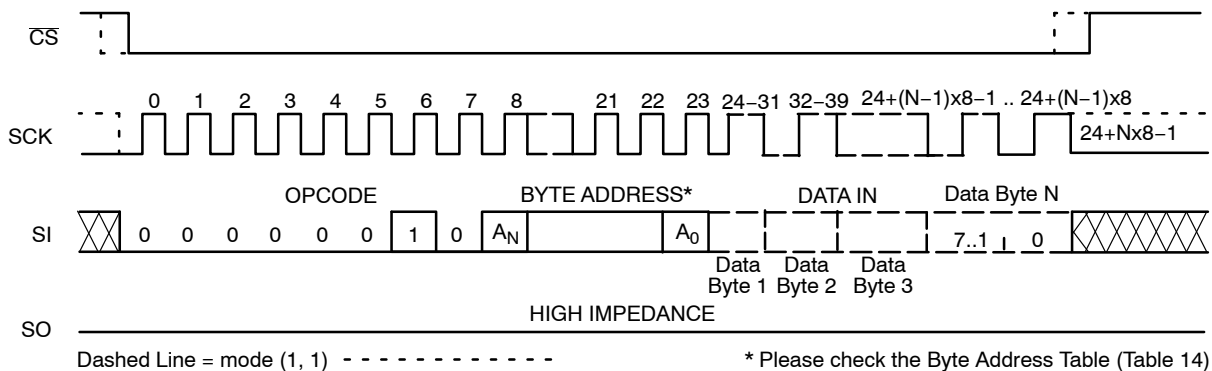 CS
0 1 2 3 4 5 6 7 8 21 22 23 24−31 32−39 24+(N−1)x8−1 .. 24+(N−1)x8
SCK
24+Nx8−1
OPCODE BYTE ADDRESS* DATA IN Data Byte N
SI
0 0 0 0 0 0 1 0 AN A0 7..1 0
Data Byte 1 Data Byte 2 Data Byte 3
HIGH IMPEDANCE
SO
Dashed Line = mode (1, 1) * Please check the Byte Address Table (Table 14)